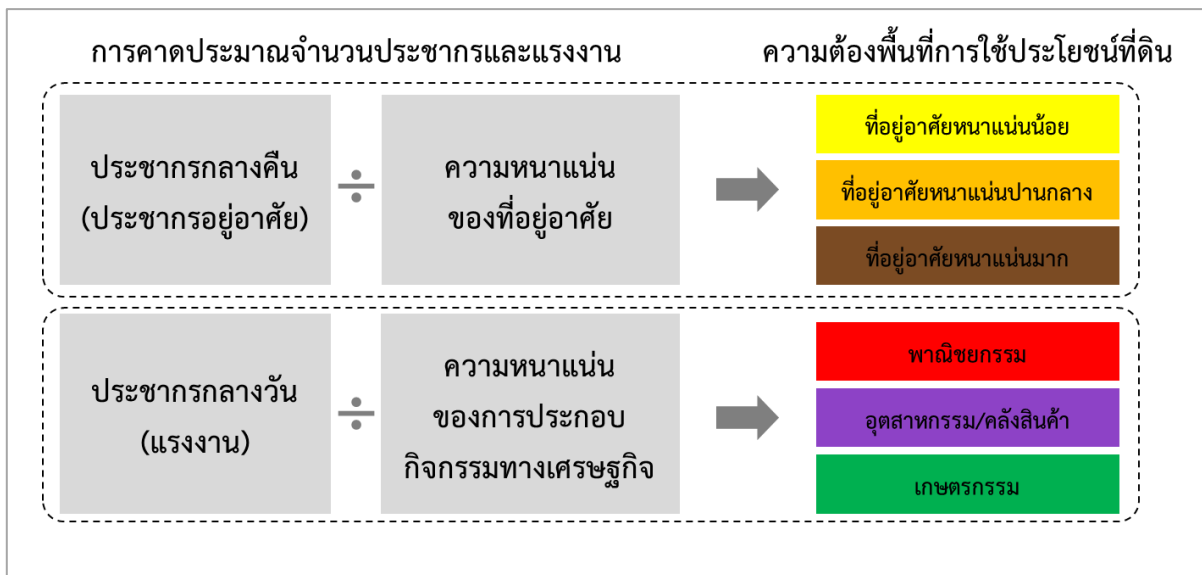 การคาดประมาณจำนวนประชากรและแรงงาน
ความต้องพื้นที่การใช้ประโยชน์ที่ดิน
ประชากรกลางคืน
(ประชากรอยู่อาศัย)
÷
ความหนาแน่น
ของที่อยู่อาศัย
ที่อยู่อาศัยหนาแน่นน้อย
ที่อยู่อาศัยหนาแน่นปานกลาง
ที่อยู่อาศัยหนาแน่นมาก
ประชากรกลางวัน
(แรงงาน)
÷
ความหนาแน่น
ของการประกอบ
กิจกรรมทางเศรษฐกิจ
พาณิชยกรรม
อุตสาหกรรม/คลังสินค้า
เกษตรกรรม